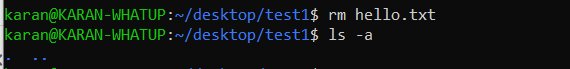 karan@KARAN-WHATUP:~/desktop/test1$ rm hello.txt
karan@KARAN-WHATUP:~/desktop/test1$ ls -a
.  ..